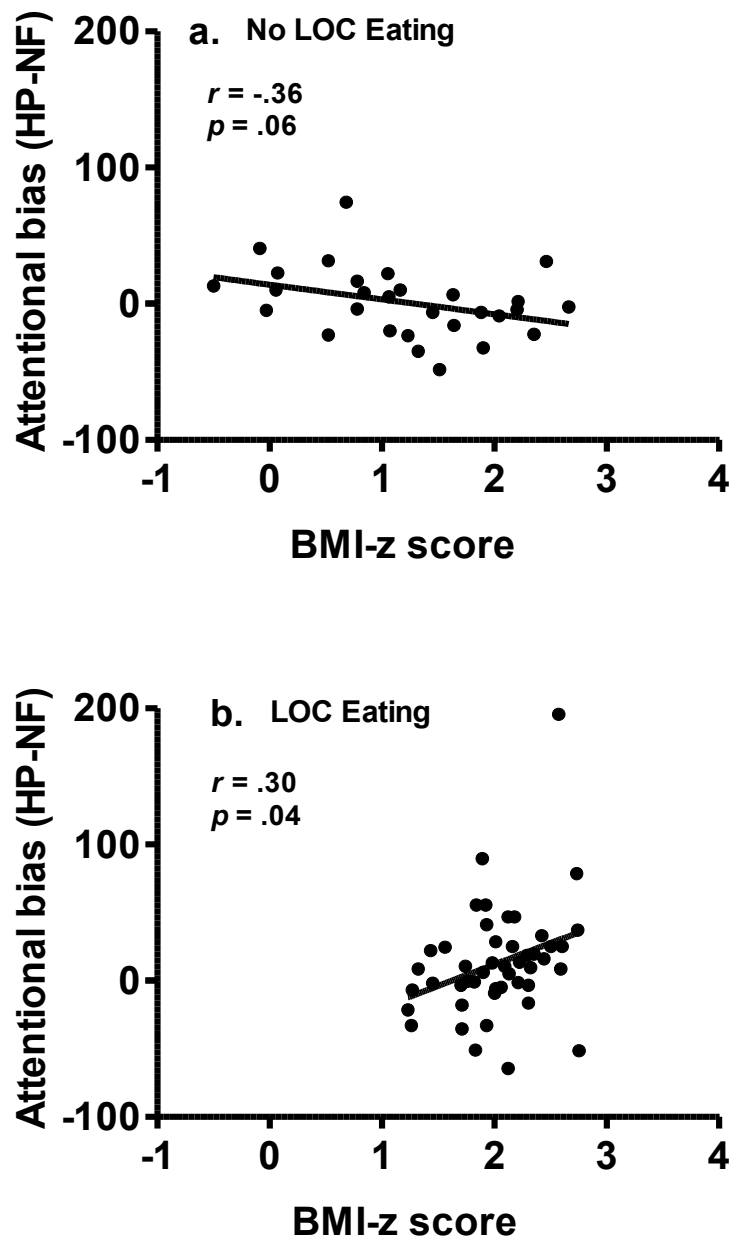 a. No LOC Eating
r = -.36
p = .06
Attentional bias (HP-NF)
200
100
0
-100
-1 0 1 2 3 4
BMI-z score
b. LOC Eating
r = .30
p = .04
Attentional bias (HP-NF)
200
100
0
-100
-1 0 1 2 3 4
BMI-z score